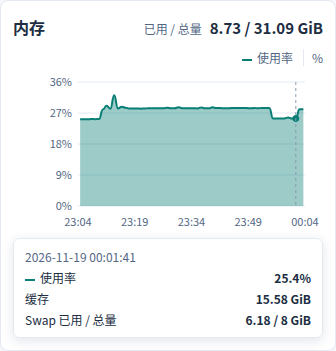 内存 已用 / 总量 8.73 / 31.09 GiB
使用率 %
36%
27%
18%
9%
0%
23:04 23:19 23:34 23:49 00:04
2026-11-19 00:01:41
使用率 25.4%
缓存 15.58 GiB
Swap 已用 / 总量 6.18 / 8 GiB